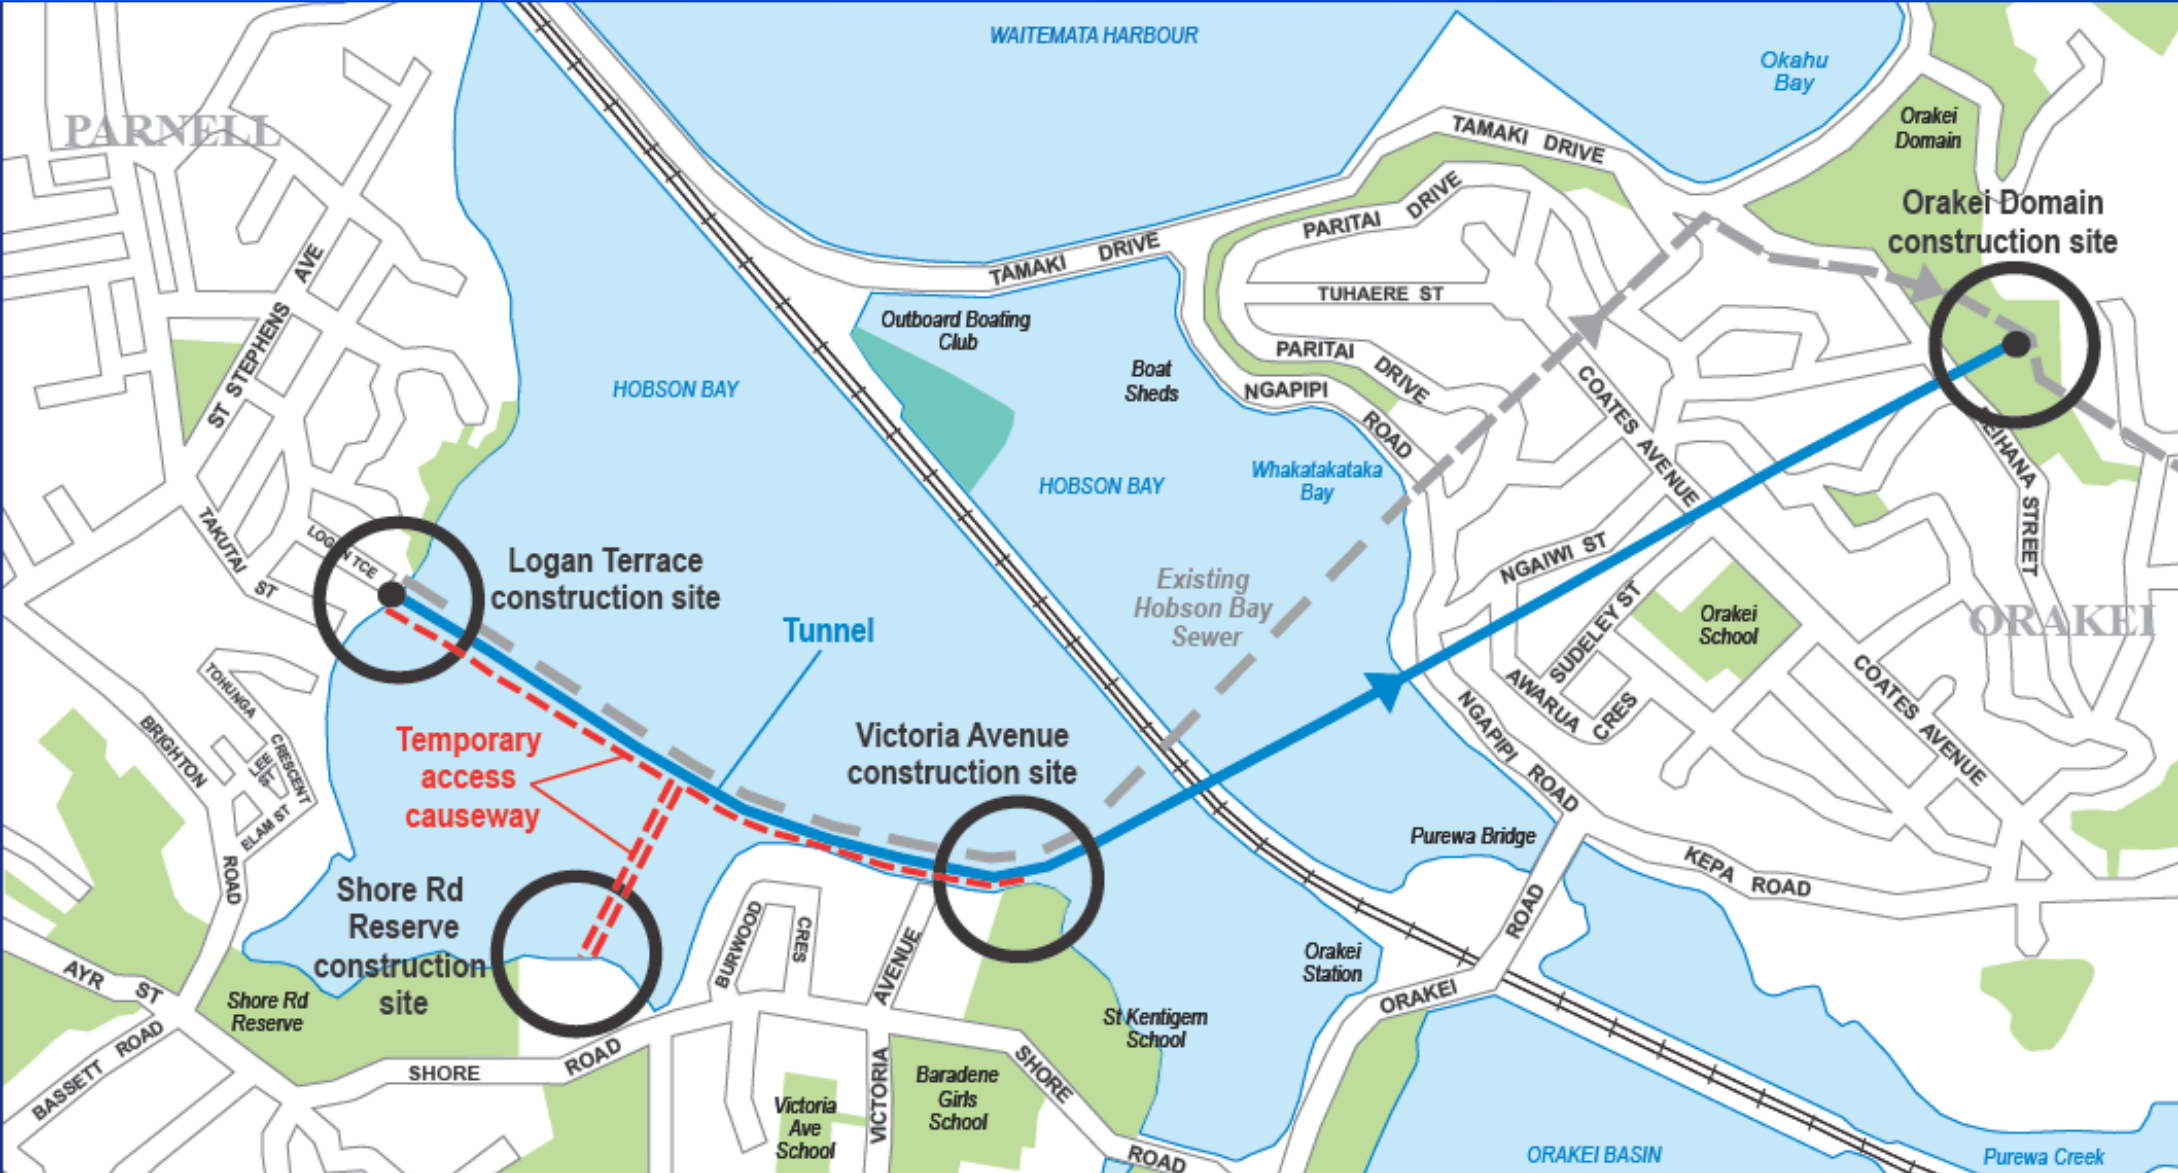 WAITEMATA HARBOUR
Okahu
Bay
PARNELL
Orakei
Domain
TAMAKI DRIVE
Orakei Domain
construction site
PARITAI DRIVE
TAMAKI DRIVE
ST STEPHENS AVE
TUHAERE ST
Outboard Boating
Club
Boat
Sheds
PARITAI DRIVE
HOBSON BAY
NGAPIPI ROAD
COATES AVENUE
Whakatakataka
Bay
HOBSON BAY
STREET
TAKUTAI ST
LOGAN TCE
Logan Terrace
construction site
NGAIWI ST
Existing
Hobson Bay
Sewer
SUDELEY ST
Orakei
School
ORAKEI
Tunnel
TOHUNGA CRESCENT
AWARUA CRES
COATES AVENUE
BRIGHTON ROAD
LEE ST
ELAM ST
Temporary
access
causeway
Victoria Avenue
construction site
NGAPIPI ROAD
Purewa Bridge
KEPA ROAD
Shore Rd
Reserve
construction
site
BURWOOD CRES
VICTORIA AVENUE
ORAKEI ROAD
Orakei
Station
AYR ST
Shore Rd
Reserve
BASSETT ROAD
SHORE ROAD
St Kentigern
School
SHORE ROAD
Baradene
Girls
School
Victoria
Ave
School
ORAKEI BASIN
Purewa Creek